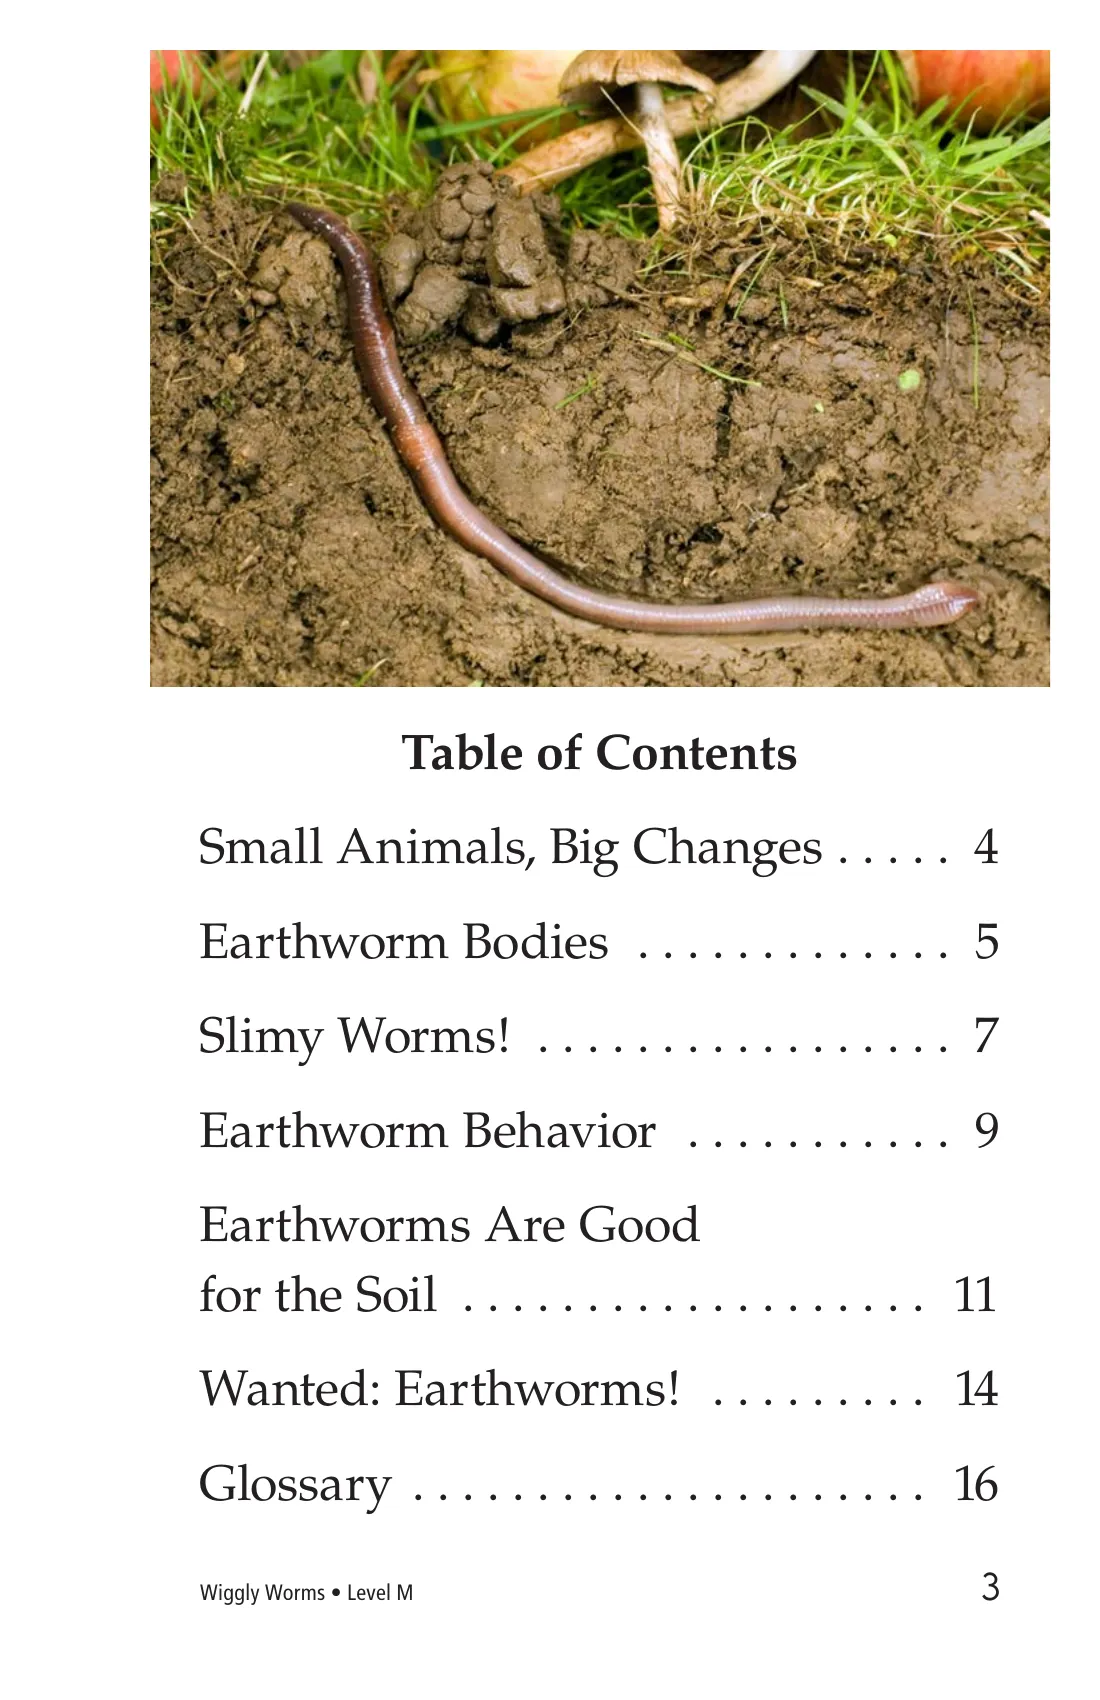 Table of Contents
Small Animals, Big Changes . . . . . 4
Earthworm Bodies . . . . . . . . . . . . . 5
Slimy Worms! . . . . . . . . . . . . . . . . . 7
Earthworm Behavior . . . . . . . . . . . 9
Earthworms Are Good
for the Soil . . . . . . . . . . . . . . . . . . . 11
Wanted: Earthworms! . . . . . . . . . 14
Glossary . . . . . . . . . . . . . . . . . . . . . 16
Wiggly Worms • Level M 3